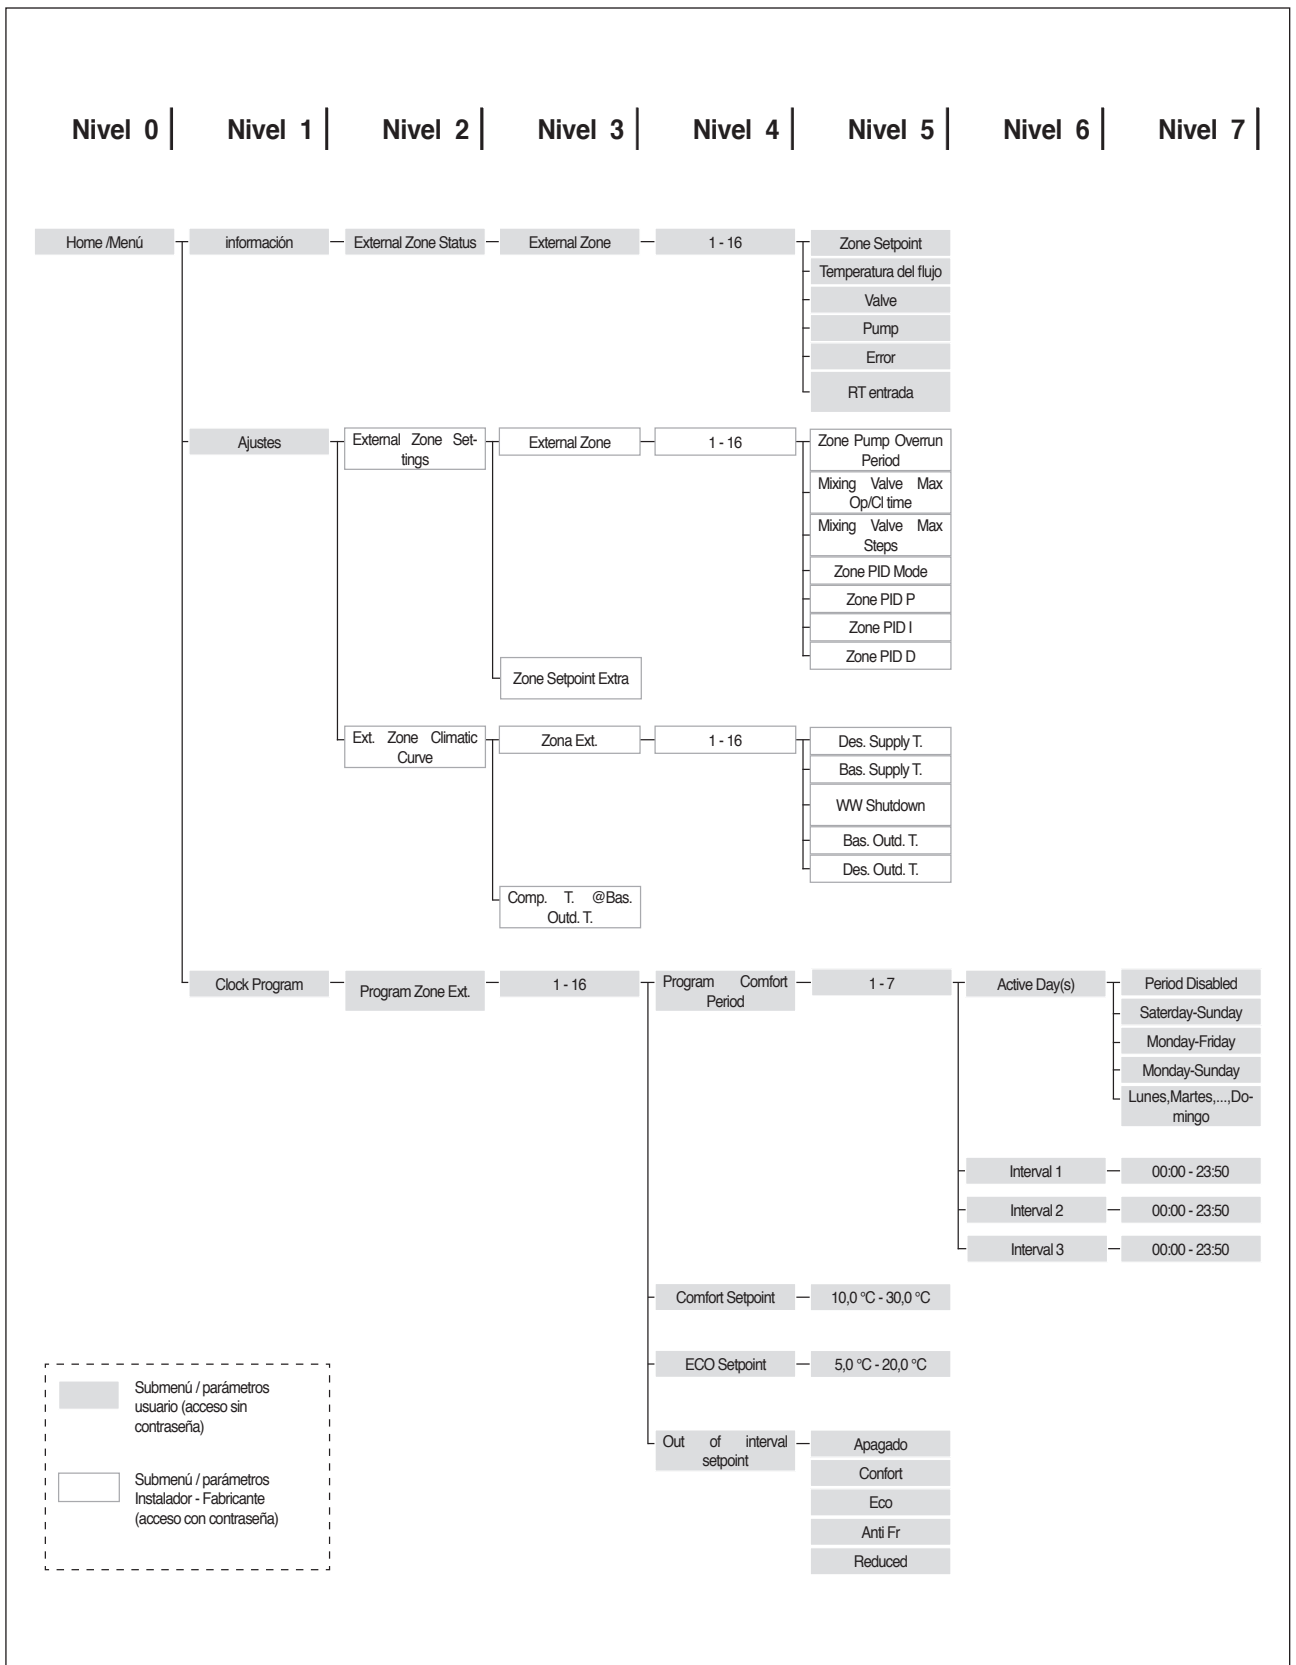 Nivel 0 Nivel 1 Nivel 2 Nivel 3 Nivel 4 Nivel 5 Nivel 6 Nivel 7
Home /Menú información External Zone Status External Zone 1 - 16 Zone Setpoint
Temperatura del flujo
Valve
Pump
Error
RT entrada
Ajustes
External Zone Set-
tings
External Zone
1 - 16
Zone Pump Overrun
Period
Mixing Valve Max
Op/Cl time
Mixing Valve Max
Steps
Zone PID Mode
Zone PID P
Zone PID I
Zone PID D
Zone Setpoint Extra
Ext. Zone Climatic
Curve
Zona Ext.
1 - 16
Des. Supply T.
Bas. Supply T.
WW Shutdown
Bas. Outd. T.
Des. Outd. T.
Comp. T. @Bas.
Outd. T.
Clock Program
Program Zone Ext.
1 - 16
Program Comfort
Period
1 - 7
Active Day(s)
Period Disabled
Saterday-Sunday
Monday-Friday
Monday-Sunday
Lunes,Martes,...,Do-
mingo
Interval 1 00:00 - 23:50
Interval 2 00:00 - 23:50
Interval 3 00:00 - 23:50
Comfort Setpoint 10,0 °C - 30,0 °C
ECO Setpoint 5,0 °C - 20,0 °C
Out of interval
setpoint
Apagado
Confort
Eco
Anti Fr
Reduced
Submenú / parámetros
usuario (acceso sin
contraseña)
Submenú / parámetros
Instalador - Fabricante
(acceso con contraseña)